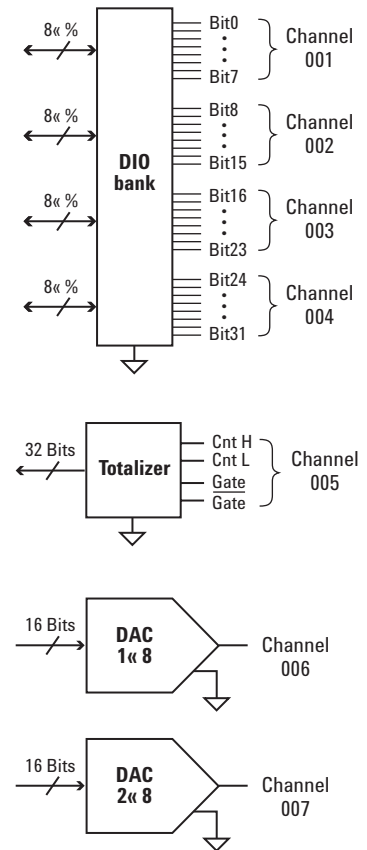 8« %
Bit0
Bit7
Channel
001
8« %
Bit8
Bit15
Channel
002
DIO
bank
8« %
Bit16
Bit23
Channel
003
8« %
Bit24
Bit31
Channel
004
32 Bits
Totalizer
Cnt H
Cnt L
Gate
Gate
Channel
005
16 Bits
DAC
1« 8
Channel
006
16 Bits
DAC
2« 8
Channel
007